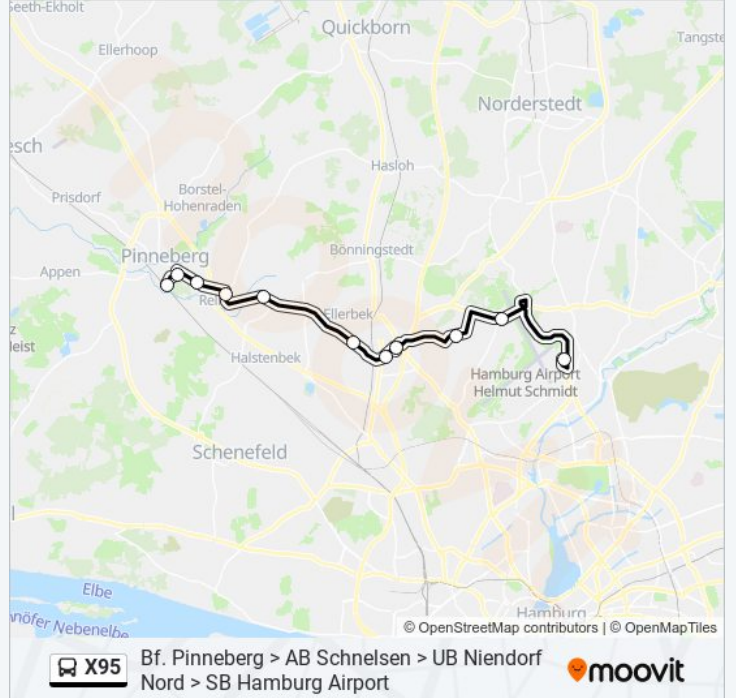 Seeth-Ekholt
Quickborn
Ellerhoop
Tangste
Norderstedt
esch
Hasloh
Prisdorf
Borstel-
Hohenraden
Pinneberg
Bönningstedt
Appen
Ellerbek
leist
Halstenbek
Hamburg Airport
Helmut Schmidt
Schenefeld
Elbe
nöfer Nebenelbe
Hamburg
© OpenStreetMap contributors | © OpenMapTiles
X95
Bf. Pinneberg > AB Schnelsen > UB Niendorf
Nord > SB Hamburg Airport
moovit